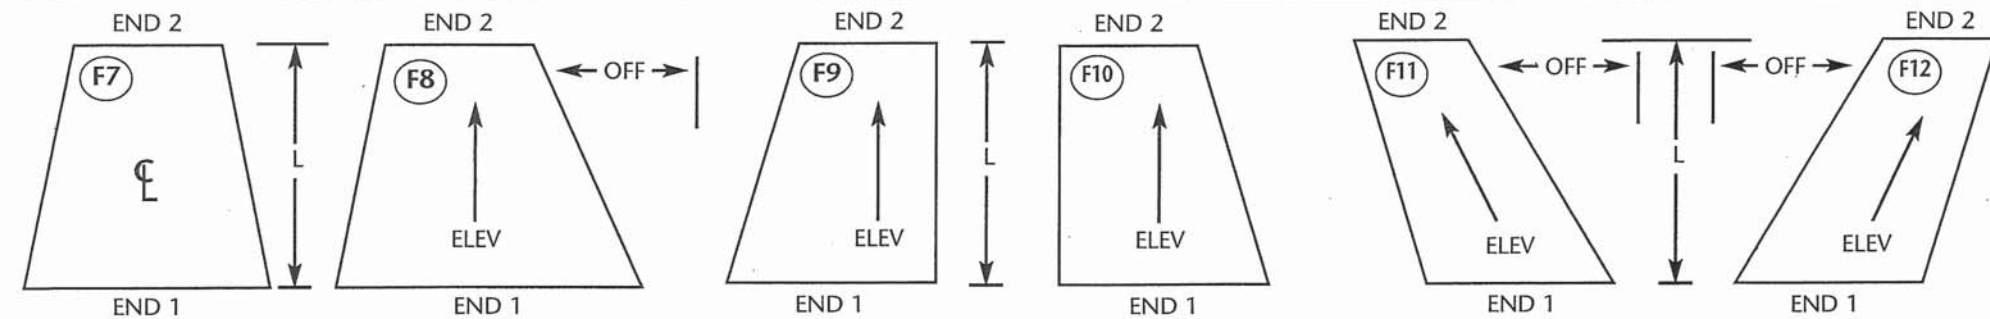 END 2 END 2 END 2 END 2 END 2 END 2
F7 F8 OFF F9 F10 F11 OFF OFF F12
℄ L L L
ELEV ELEV ELEV ELEV ELEV
END 1 END 1 END 1 END 1 END 1 END 1